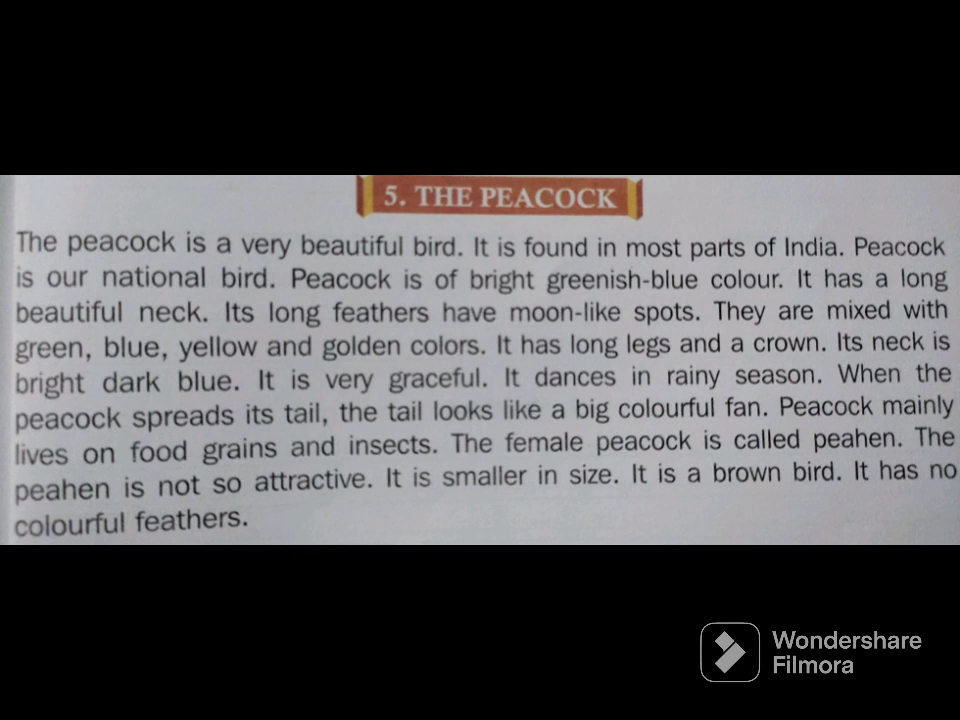 5. THE PEACOCK
The peacock is a very beautiful bird. It is found in most parts of India. Peacock
is our national bird. Peacock is of bright greenish-blue colour. It has a long
beautiful neck. Its long feathers have moon-like spots. They are mixed with
green, blue, yellow and golden colors. It has long legs and a crown. Its neck is
bright dark blue. It is very graceful. It dances in rainy season. When the
peacock spreads its tail, the tail looks like a big colourful fan. Peacock mainly
lives on food grains and insects. The female peacock is called peahen. The
peahen is not so attractive. It is smaller in size. It is a brown bird. It has no
colourful feathers.
Wondershare
Filmora